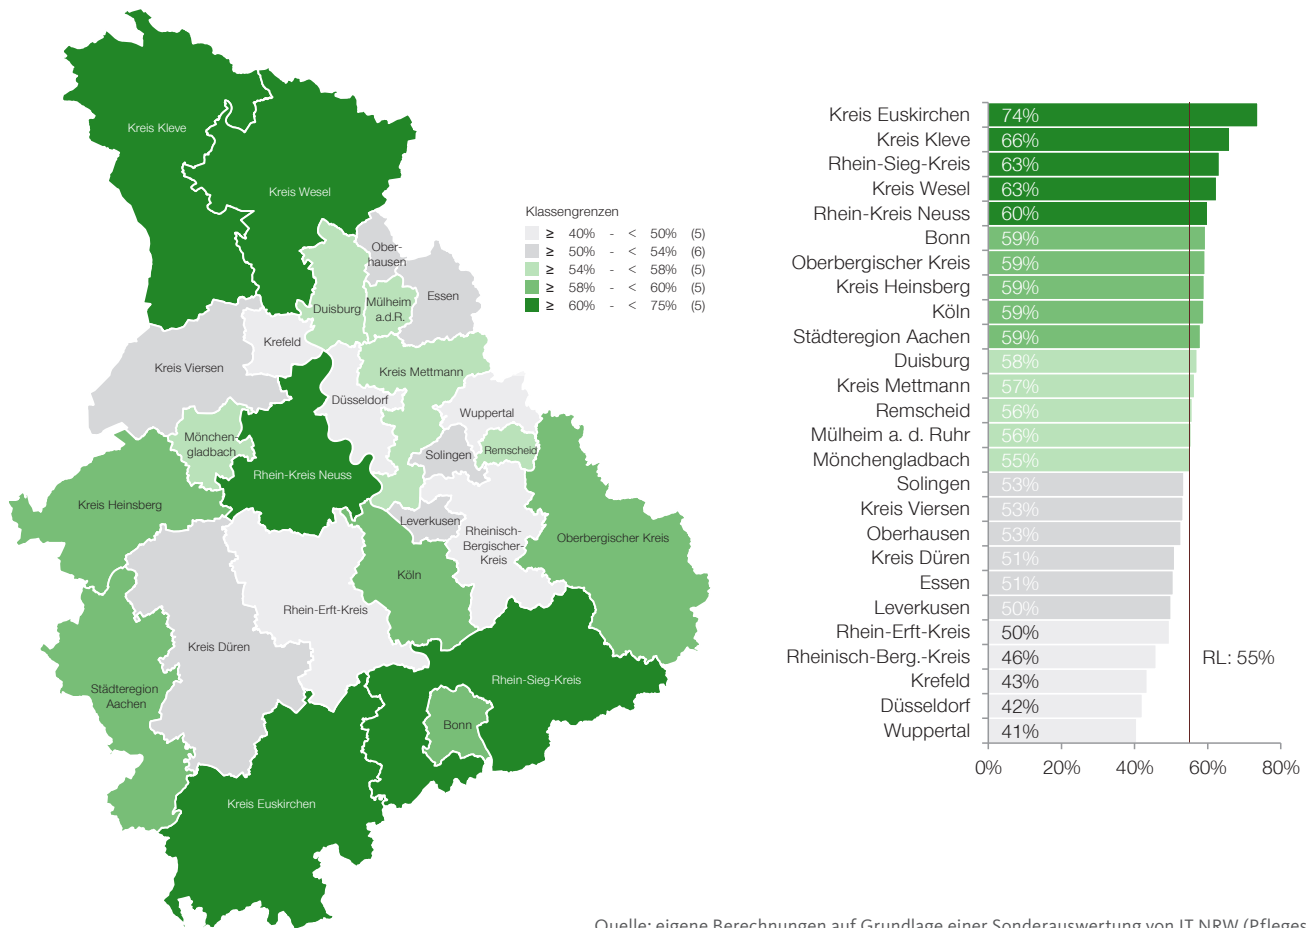 Kreis Kleve
Kreis Wesel
Ober-
hausen
Essen
Duisburg
Mülheim
a.d.R.
Krefeld
Kreis Viersen
Kreis Mettmann
Düsseldorf
Wuppertal
Mönchen-
gladbach
Solingen
Remscheid
Rhein-Kreis Neuss
Kreis Heinsberg
Leverkusen
Rheinisch-
Bergischer-
Kreis
Oberbergischer Kreis
Köln
Rhein-Erft-Kreis
Kreis Düren
Städteregion
Aachen
Rhein-Sieg-Kreis
Bonn
Kreis Euskirchen
Klassengrenzen
≥ 40% - < 50% (5)
≥ 50% - < 54% (6)
≥ 54% - < 58% (5)
≥ 58% - < 60% (5)
≥ 60% - < 75% (5)
Kreis Euskirchen 74%
Kreis Kleve 66%
Rhein-Sieg-Kreis 63%
Kreis Wesel 63%
Rhein-Kreis Neuss 60%
Bonn 59%
Oberbergischer Kreis 59%
Kreis Heinsberg 59%
Köln 59%
Städteregion Aachen 59%
Duisburg 58%
Kreis Mettmann 57%
Remscheid 56%
Mülheim a. d. Ruhr 56%
Mönchengladbach 55%
Solingen 53%
Kreis Viersen 53%
Oberhausen 53%
Kreis Düren 51%
Essen 51%
Leverkusen 50%
Rhein-Erft-Kreis 50%
Rheinisch-Berg.-Kreis 46% RL: 55%
Krefeld 43%
Düsseldorf 42%
Wuppertal 41%
0% 20% 40% 60% 80%
Quelle: eigene Berechnungen auf Grundlage einer Sonderauswertung von IT.NRW (Pfleges